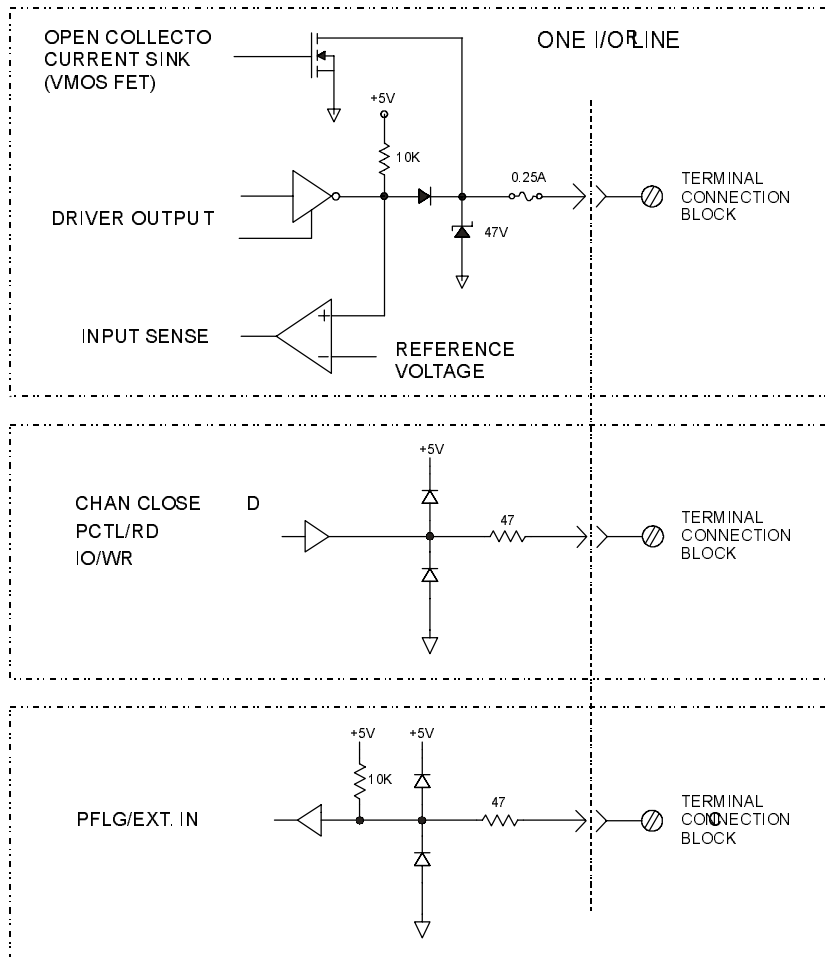 OPEN COLLECTO
CURRENT SINK
(VMOS FET)
ONE I/O LINE
R
+5V
10K
0.25A
TERMINAL
CONNECTION
BLOCK
DRIVER OUTPUT
47V
INPUT SENSE
+
−
REFERENCE
VOLTAGE
+5V
CHAN CLOSE D
PCTL/RD
IO/WR
47
TERMINAL
CONNECTION
BLOCK
+5V
+5V
10K
PFLG/EXT. IN
47
TERMINAL
CONNECTION
C
BLOCK